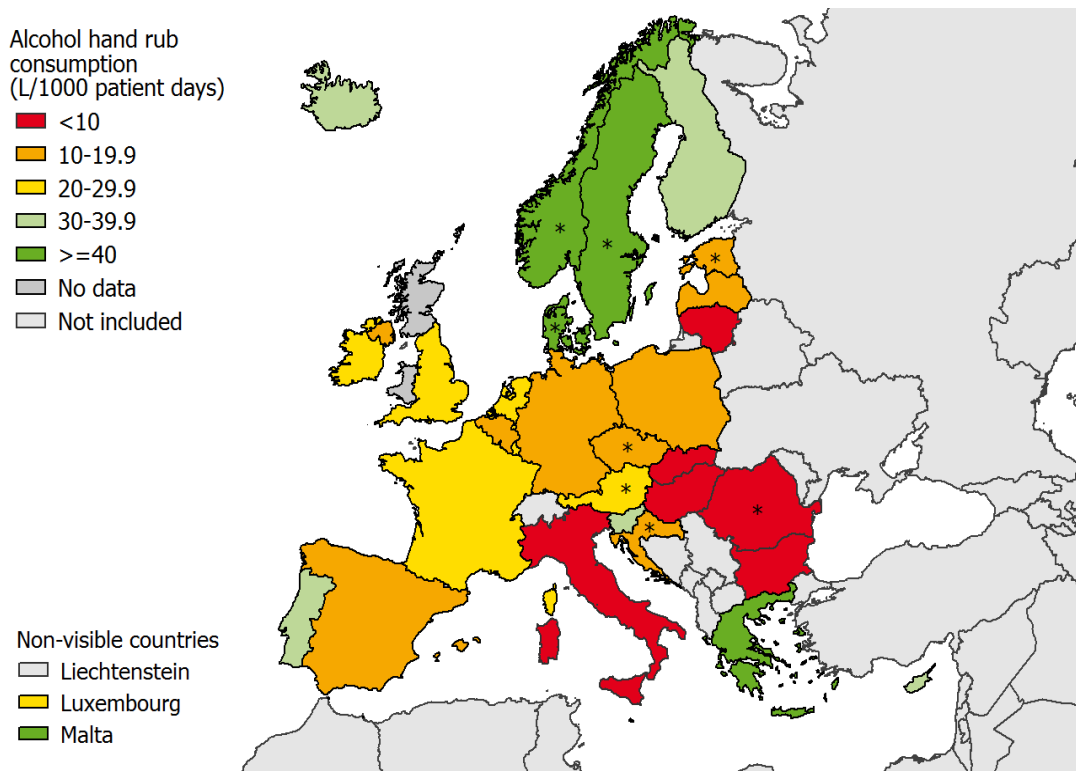 Alcohol hand rub
consumption
(L/1000 patient days)
<10
10-19.9
20-29.9
30-39.9
>=40
No data
Not included
*
*
*
*
*
*
*
*
Non-visible countries
Liechtenstein
Luxembourg
Malta